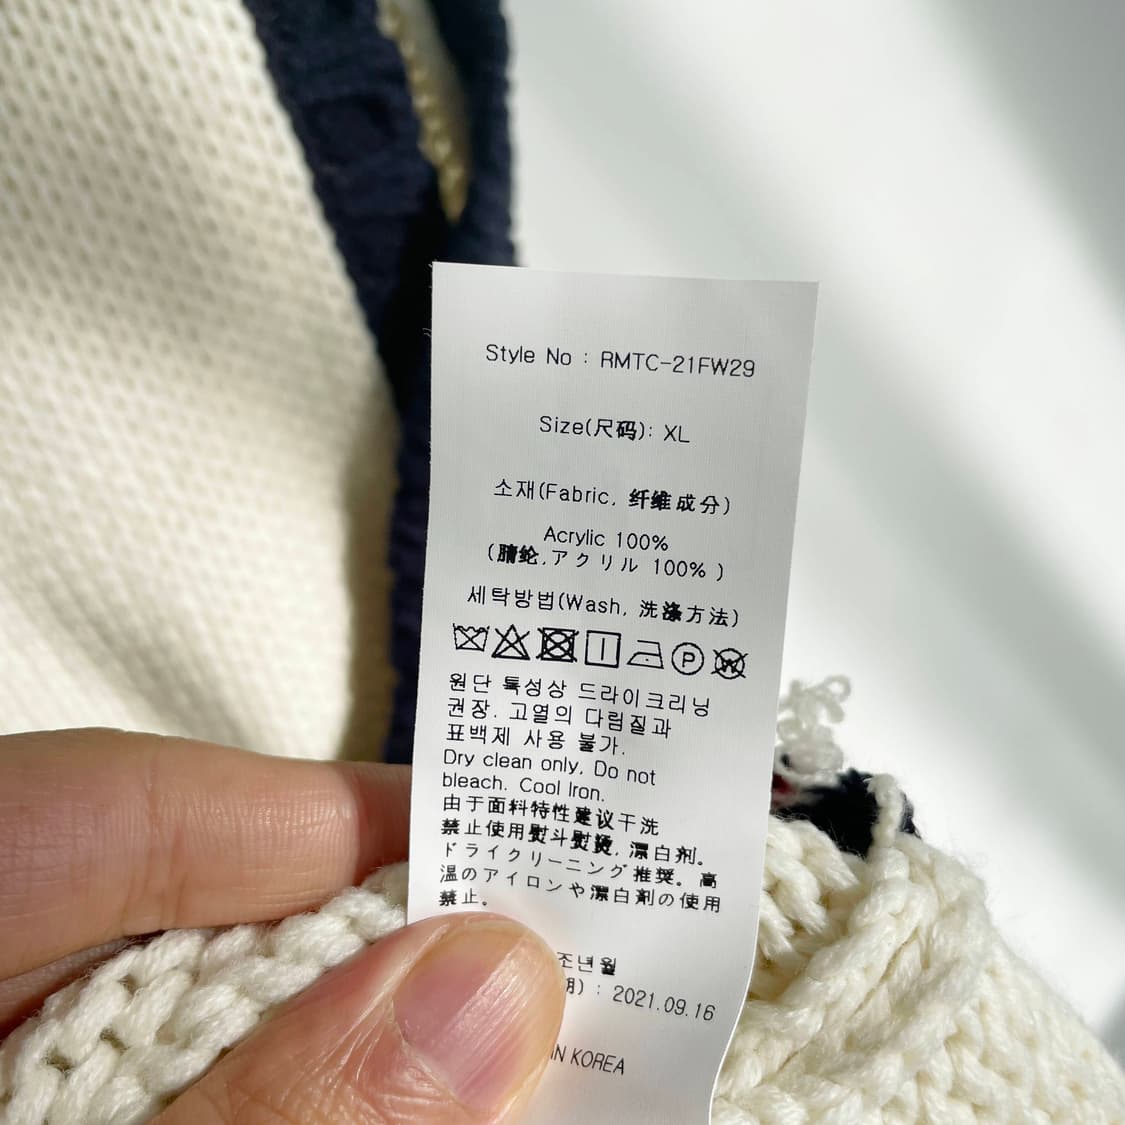 Style No : RMTC-21FW29
Size(尺码): XL
소재(Fabric, 纤维成分)
Acrylic 100%
(腈纶,アクリル 100% )
세탁방법(Wash, 洗涤方法)
P
W
원단 특성상 드라이크리닝
권장. 고열의 다림질과
표백제 사용 불가.
Dry clean only, Do not
bleach. Cool Iron.
由于面料特性建议干洗
禁止使用熨斗熨烫, 漂白剂。
ドライクリーニング推奨。高
温のアイロンや漂白剤の使用
禁止。
조년월
期) : 2021.09.16
IN KOREA